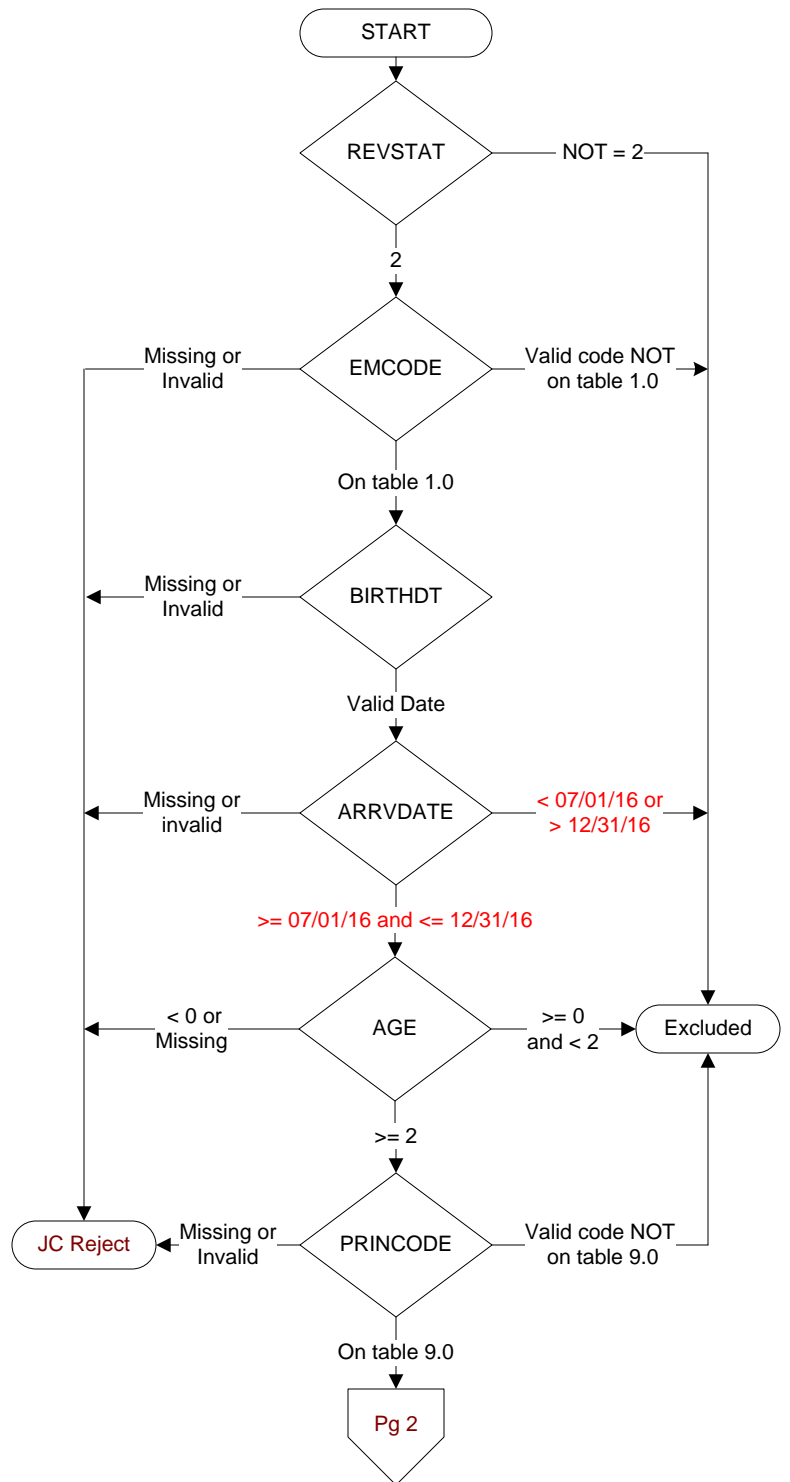 START
REVSTAT
NOT = 2
2
Missing or
Invalid
EMCODE
Valid code NOT
on table 1.0
On table 1.0
Missing or
Invalid
BIRTHDT
Valid Date
Missing or
invalid
ARRVDATE
< 07/01/16 or
> 12/31/16
>= 07/01/16 and <= 12/31/16
< 0 or
Missing
AGE
>= 0
and < 2
Excluded
>= 2
JC Reject
Missing or
Invalid
PRINCODE
Valid code NOT
on table 9.0
On table 9.0
Pg 2